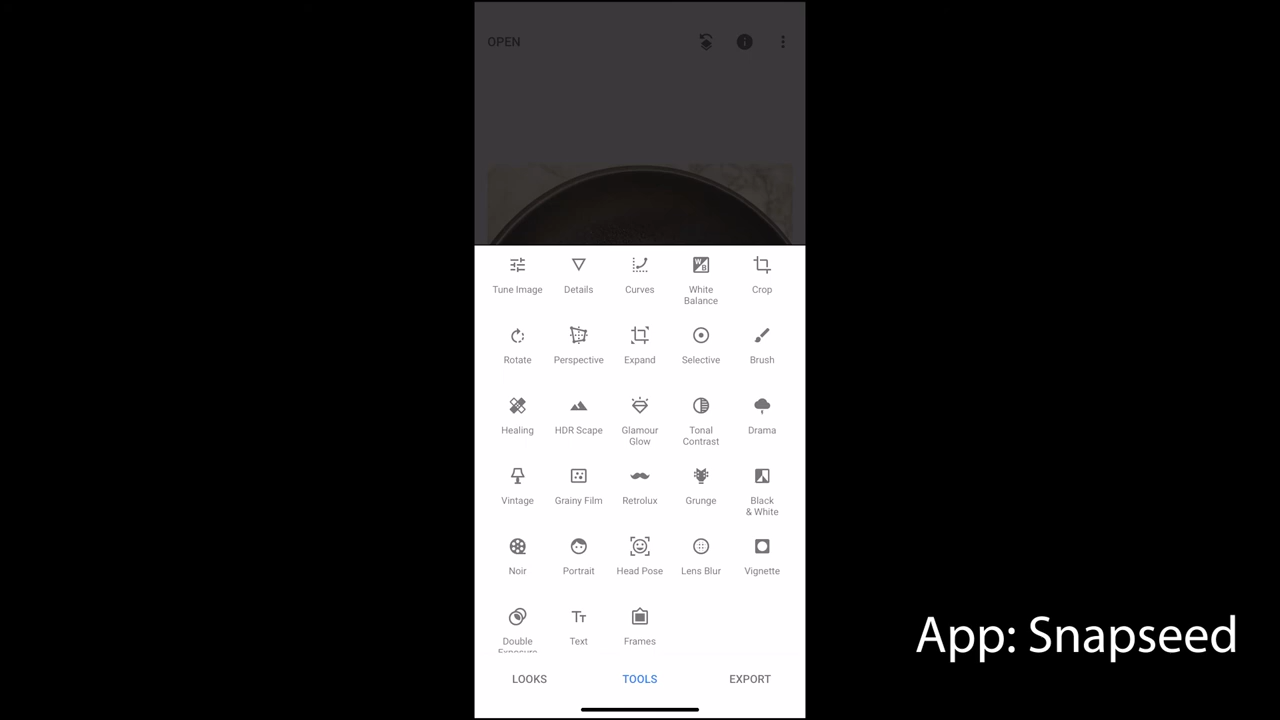 OPEN
Tune Image
Details
Curves
White
Balance
Crop
Rotate
Perspective
Expand
Selective
Brush
Healing
HDR Scape
Glamour
Glow
Tonal
Contrast
Drama
Vintage
Grainy Film
Retrolux
Grunge
Black
& White
Noir
Portrait
Head Pose
Lens Blur
Vignette
Double
Exposure
Text
Frames
LOOKS
TOOLS
EXPORT
App: Snapseed